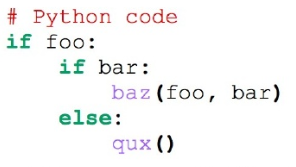 # Python code
if foo:
    if bar:
        baz(foo, bar)
    else:
        qux()